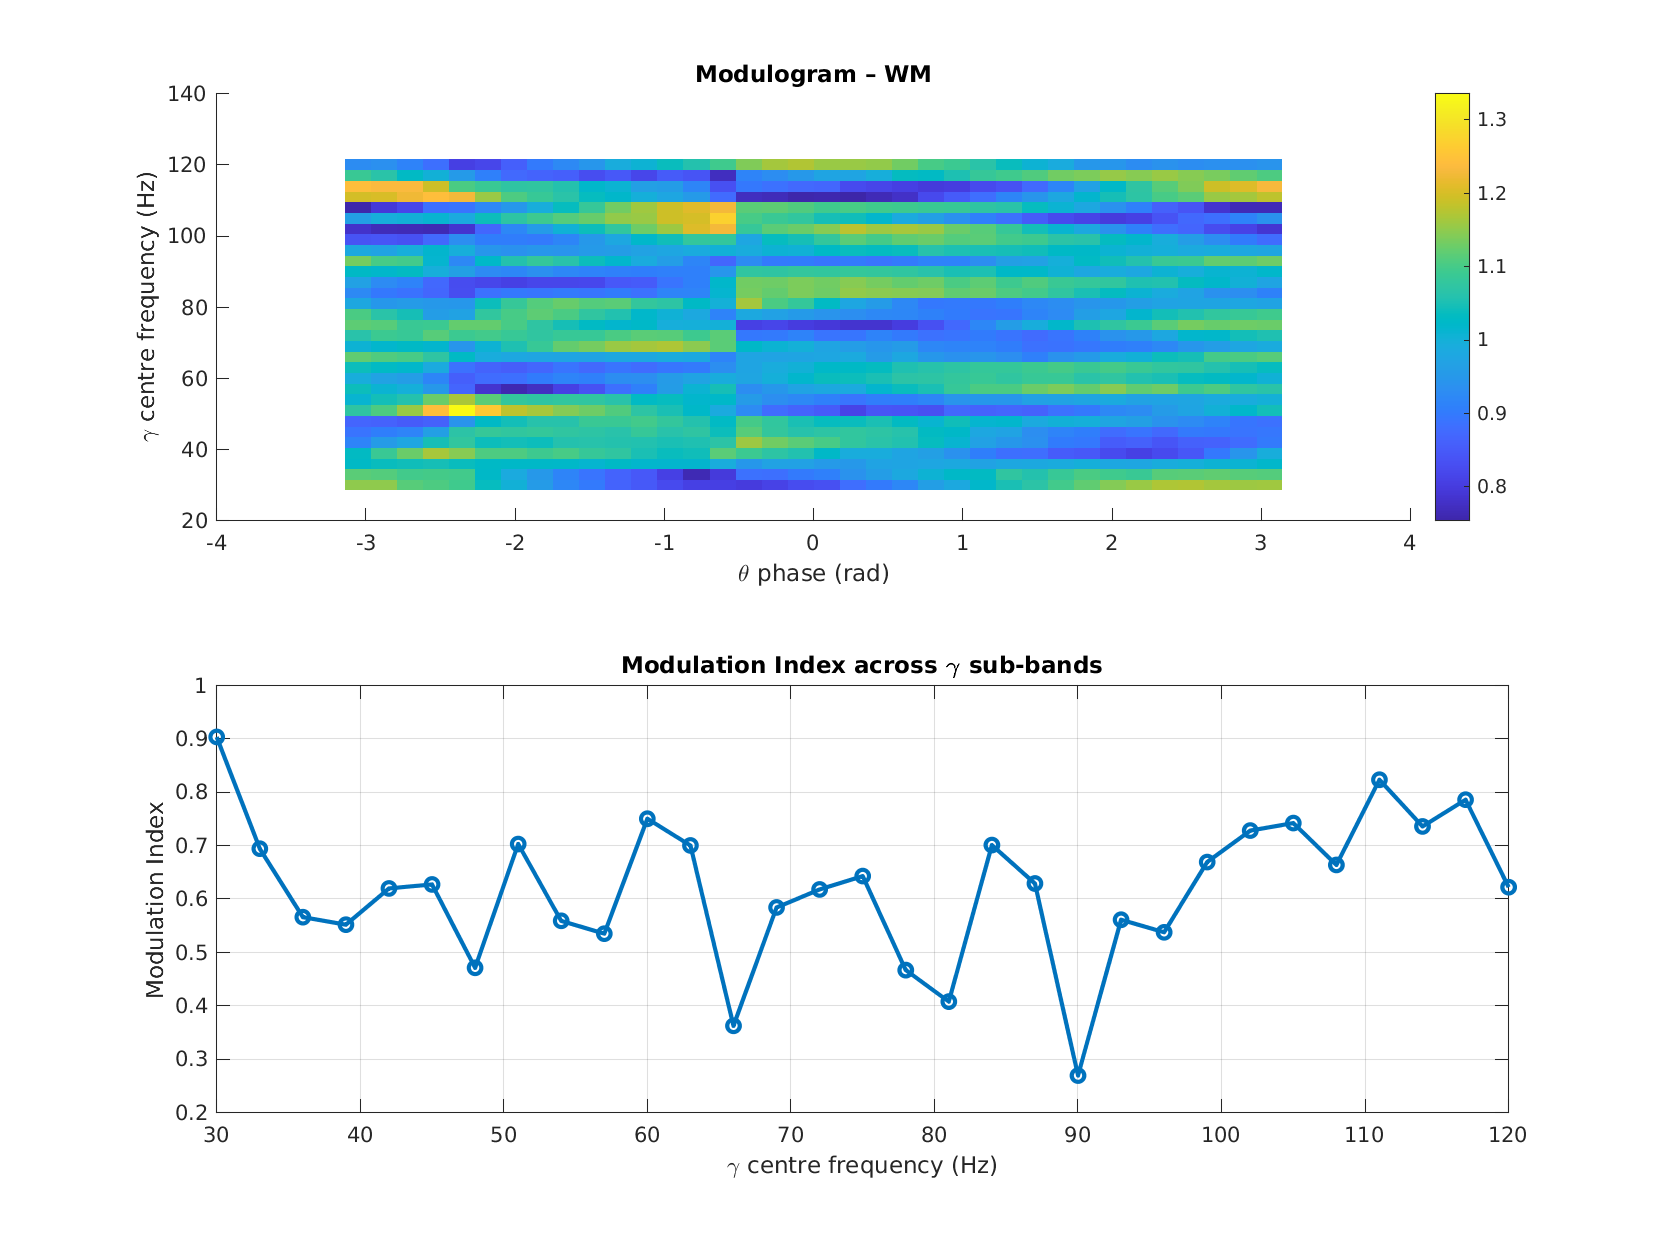 Modulogram – WM
140
120
100
80
60
40
20
γ centre frequency (Hz)
-4 -3 -2 -1 0 1 2 3 4
θ phase (rad)
1.3
1.2
1.1
1
0.9
0.8
Modulation Index across γ sub-bands
1
0.9
0.8
0.7
0.6
0.5
0.4
0.3
0.2
Modulation Index
30 40 50 60 70 80 90 100 110 120
γ centre frequency (Hz)